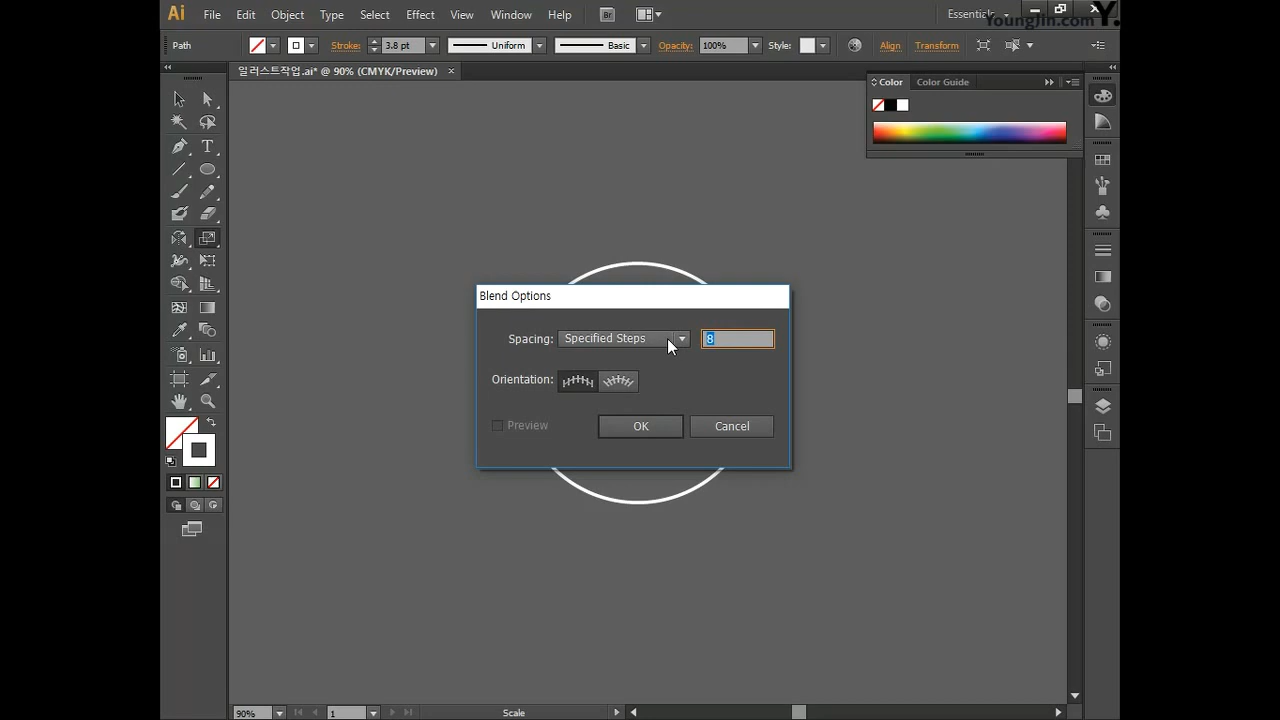 Ai File Edit Object Type Select Effect View Window Help Br Essentials
YoungJin.com Y.
Path Stroke: 3.8 pt Uniform Basic Opacity: 100% Style: Align Transform
일러스트작업.ai* @ 90% (CMYK/Preview)
Color Color Guide
Blend Options
Spacing: Specified Steps 8
Orientation:
Preview OK Cancel
90% 1 Scale